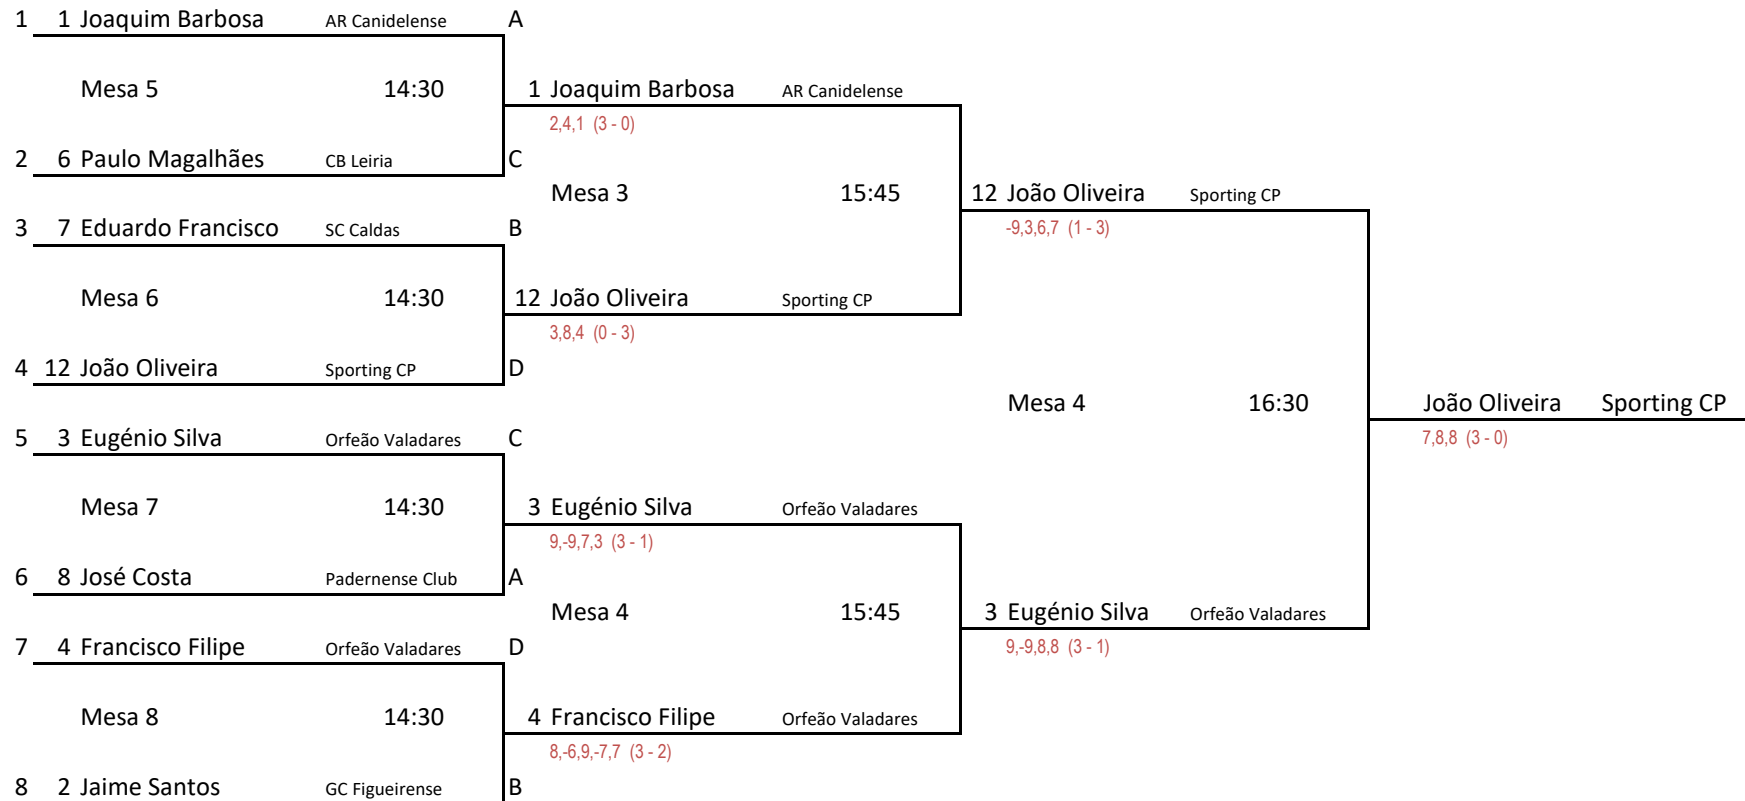 1 1 Joaquim Barbosa AR Canidelense A
Mesa 5 14:30 1 Joaquim Barbosa AR Canidelense
2,4,1 (3 - 0)
2 6 Paulo Magalhães CB Leiria C
Mesa 3 15:45 12 João Oliveira Sporting CP
3 7 Eduardo Francisco SC Caldas B -9,3,6,7 (1 - 3)
Mesa 6 14:30 12 João Oliveira Sporting CP
3,8,4 (0 - 3)
4 12 João Oliveira Sporting CP D
Mesa 4 16:30 João Oliveira Sporting CP
5 3 Eugénio Silva Orfeão Valadares C 7,8,8 (3 - 0)
Mesa 7 14:30 3 Eugénio Silva Orfeão Valadares
9,-9,7,3 (3 - 1)
6 8 José Costa Padernense Club A
Mesa 4 15:45 3 Eugénio Silva Orfeão Valadares
7 4 Francisco Filipe Orfeão Valadares D 9,-9,8,8 (3 - 1)
Mesa 8 14:30 4 Francisco Filipe Orfeão Valadares
8,-6,9,-7,7 (3 - 2)
8 2 Jaime Santos GC Figueirense B